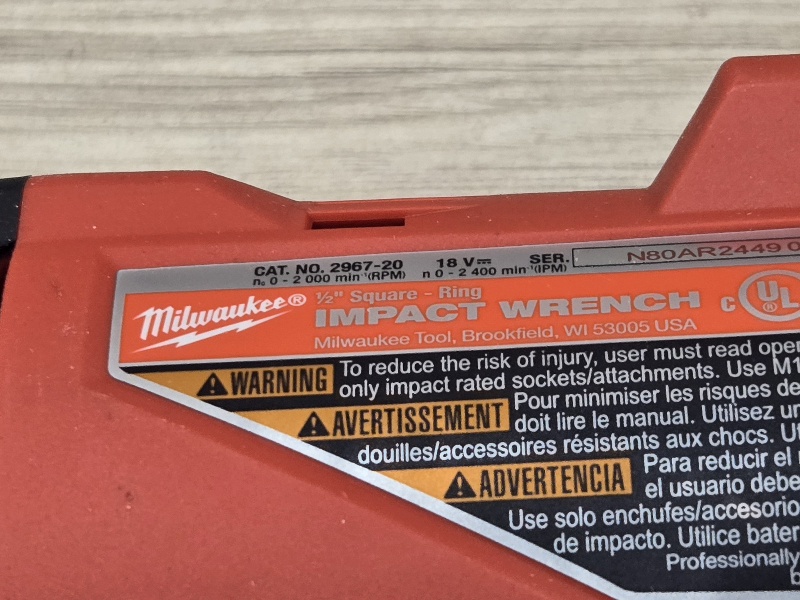 CAT. NO. 2967-20 18 V⎓ SER. N80AR2449 0
n₀ 0 - 2 000 min⁻¹(RPM) n 0 - 2 400 min⁻¹(IPM)
Milwaukee® ½" Square - Ring
IMPACT WRENCH C UL ®
Milwaukee Tool, Brookfield, WI 53005 USA
WARNING To reduce the risk of injury, user must read oper
only impact rated sockets/attachments. Use M1
AVERTISSEMENT Pour minimiser les risques de
doit lire le manual. Utilisez un
douilles/accessoires résistants aux chocs. Ut
ADVERTENCIA Para reducir el
el usuario debe
Use solo enchufes/accesorio
de impacto. Utilice bater
Professionally